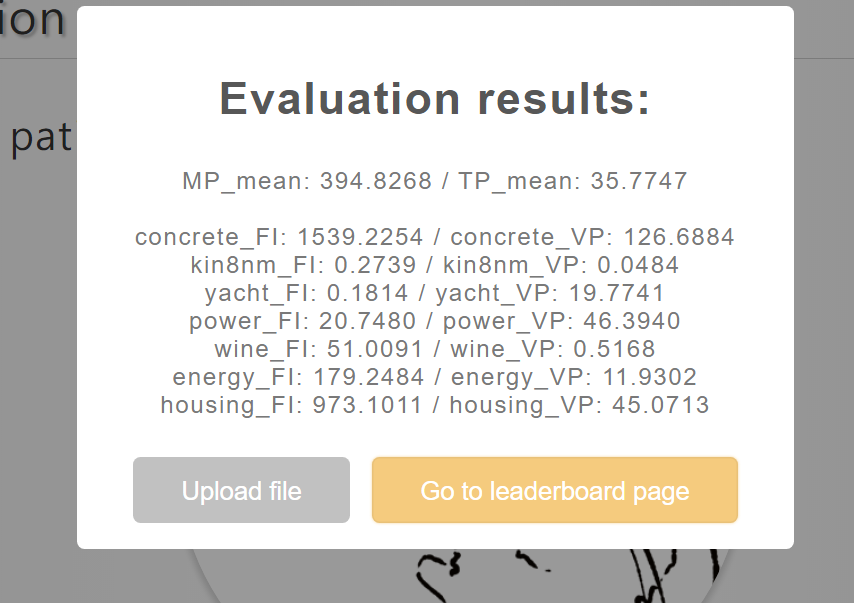 ion
pat
Evaluation results:
MP_mean: 394.8268 / TP_mean: 35.7747
concrete_FI: 1539.2254 / concrete_VP: 126.6884
kin8nm_FI: 0.2739 / kin8nm_VP: 0.0484
yacht_FI: 0.1814 / yacht_VP: 19.7741
power_FI: 20.7480 / power_VP: 46.3940
wine_FI: 51.0091 / wine_VP: 0.5168
energy_FI: 179.2484 / energy_VP: 11.9302
housing_FI: 973.1011 / housing_VP: 45.0713
Upload file
Go to leaderboard page